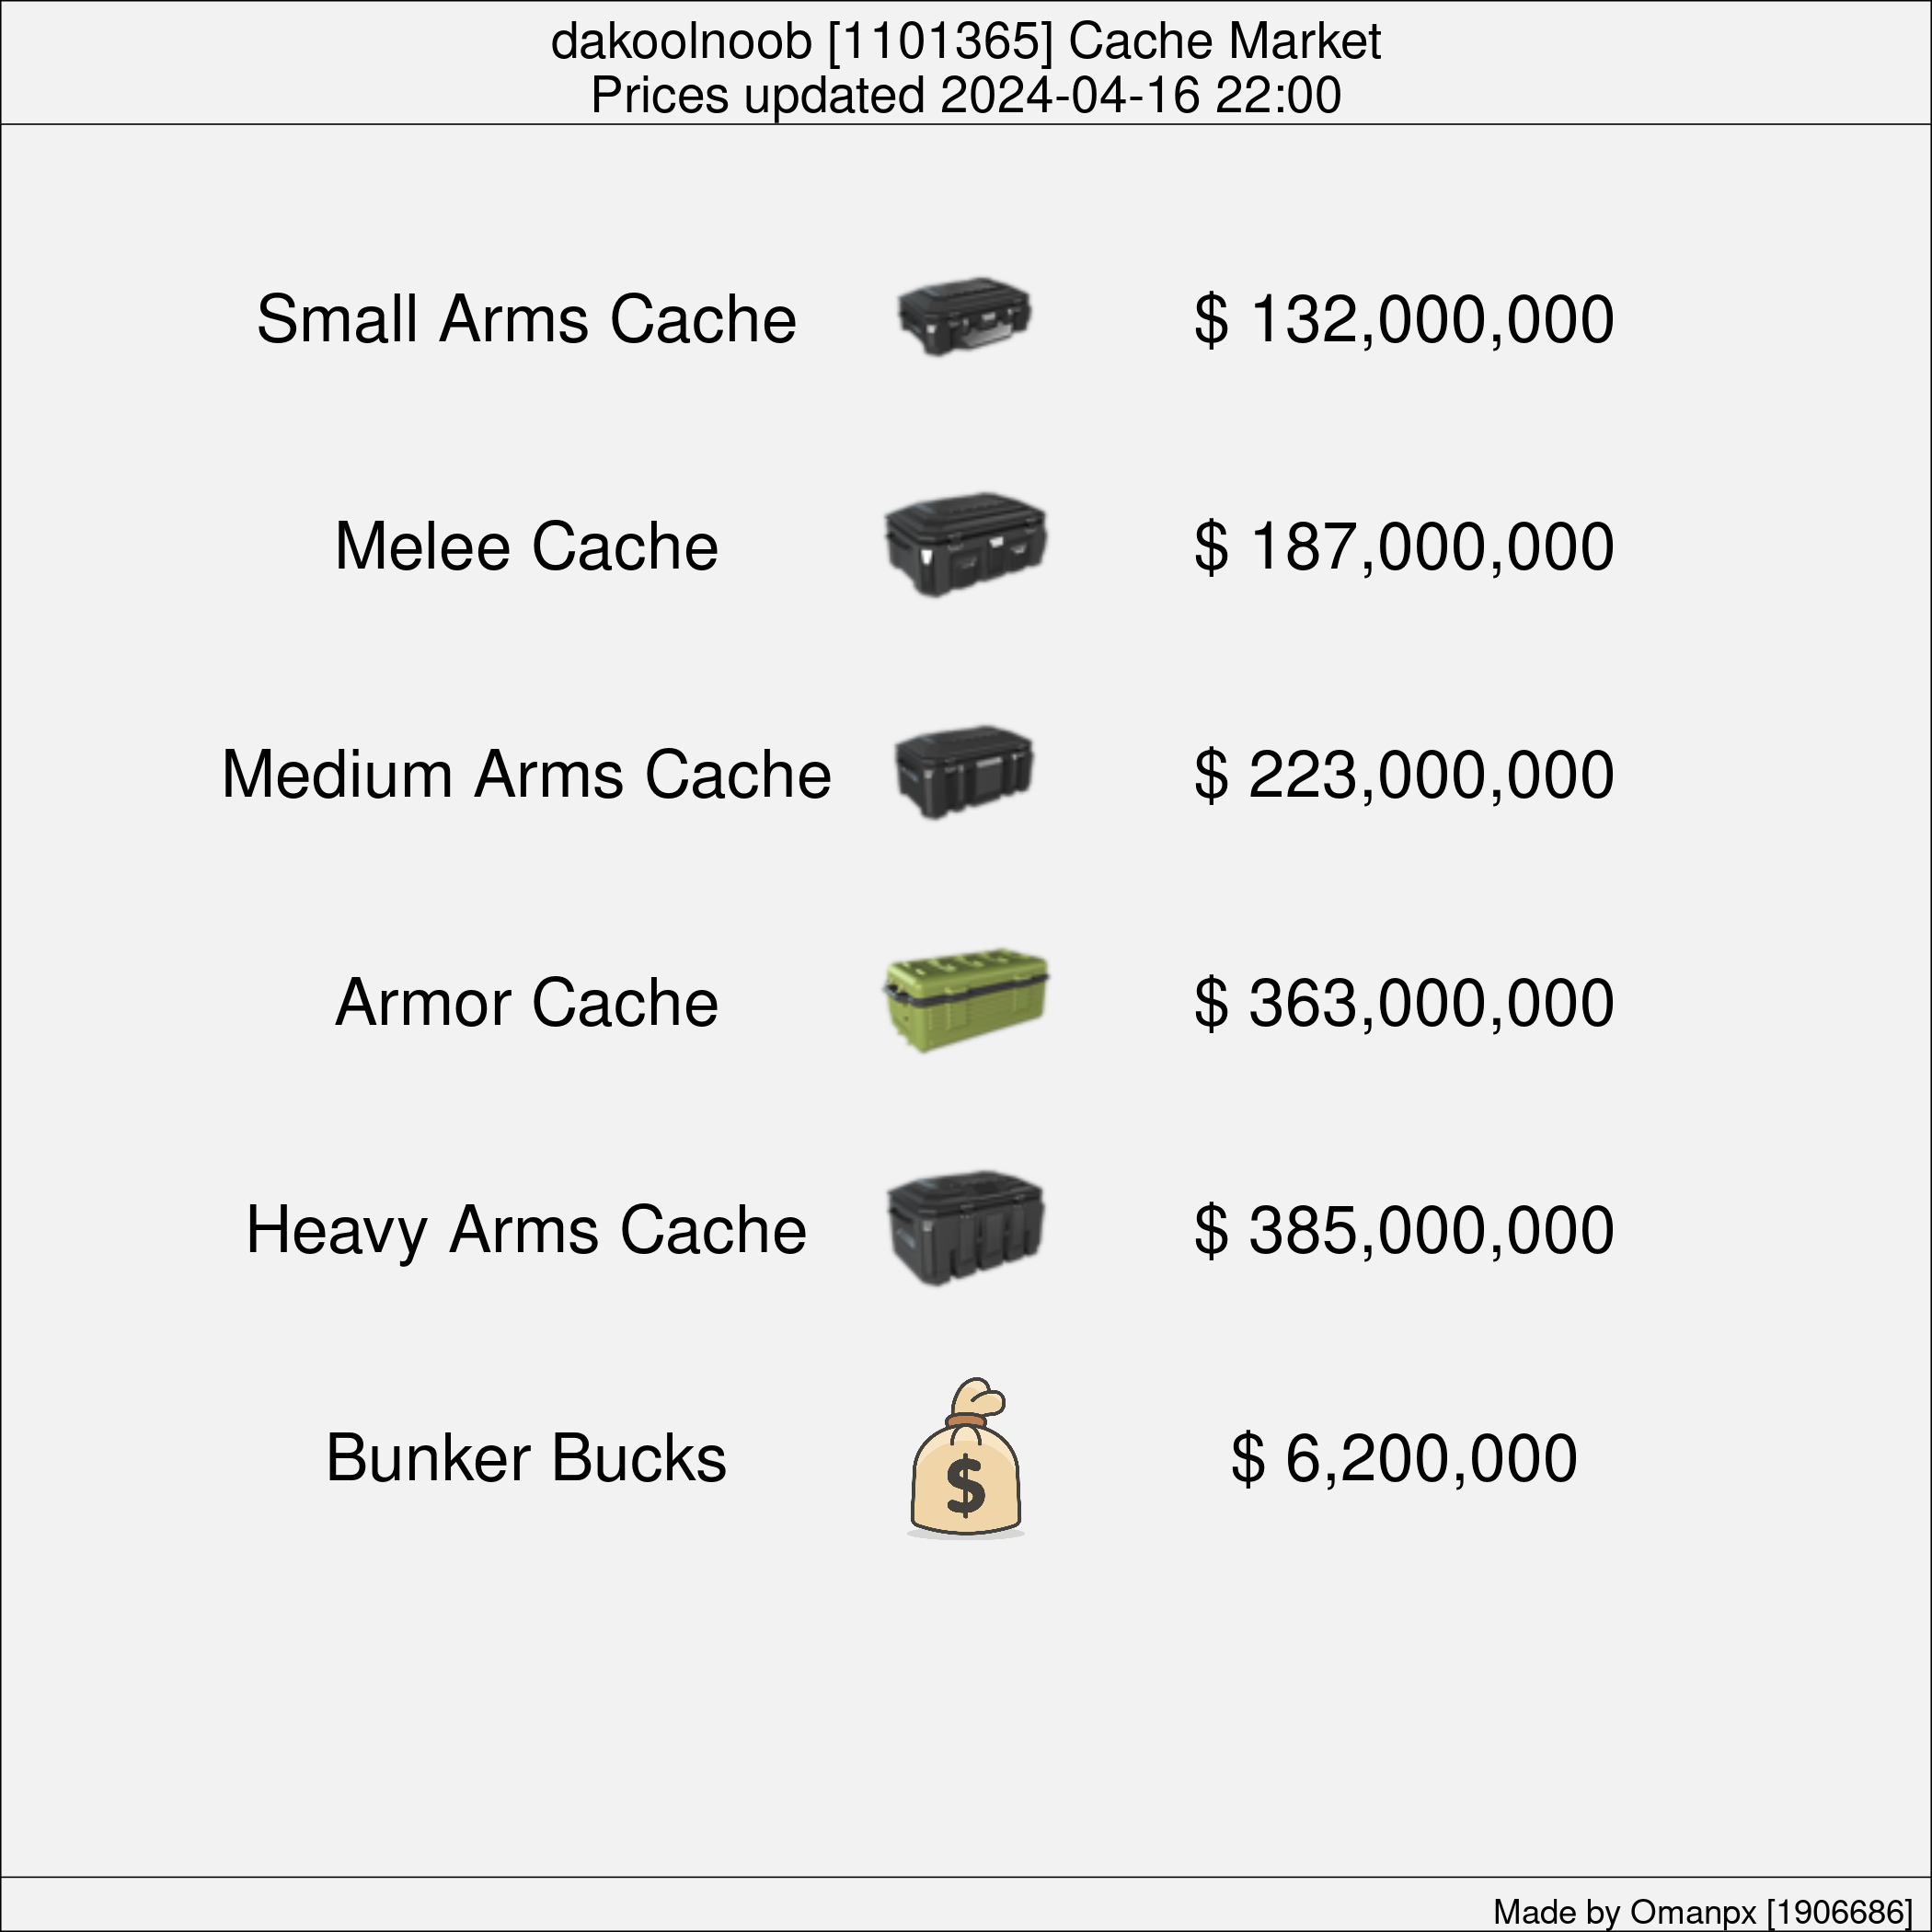 dakoolnoob [1101365] Cache Market
Prices updated 2024-04-16 22:00
Small Arms Cache $ 132,000,000
Melee Cache $ 187,000,000
Medium Arms Cache $ 223,000,000
Armor Cache $ 363,000,000
Heavy Arms Cache $ 385,000,000
Bunker Bucks $ $ 6,200,000
Made by Omanpx [1906686]